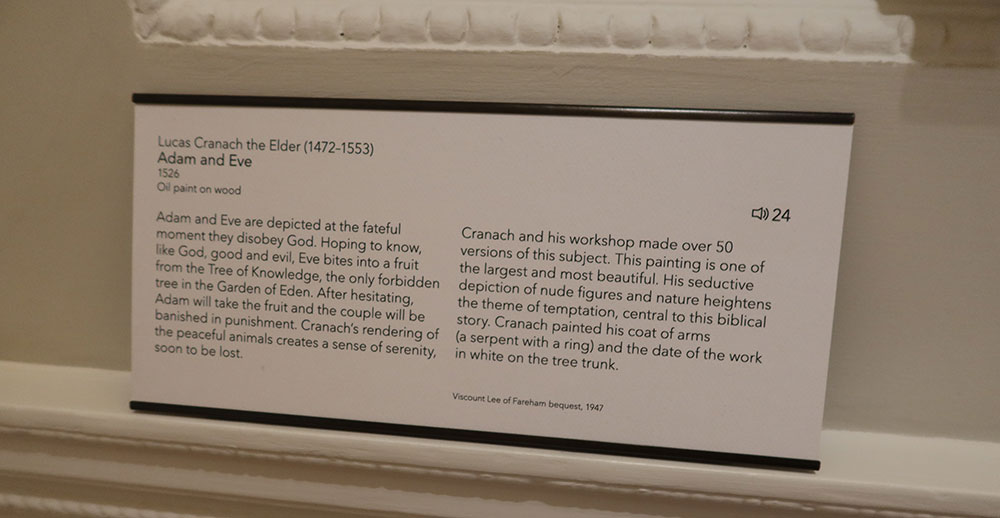 Lucas Cranach the Elder (1472–1553)
Adam and Eve
1526
Oil paint on wood
Adam and Eve are depicted at the fateful
moment they disobey God. Hoping to know,
like God, good and evil, Eve bites into a fruit
from the Tree of Knowledge, the only forbidden
tree in the Garden of Eden. After hesitating,
Adam will take the fruit and the couple will be
banished in punishment. Cranach's rendering of
the peaceful animals creates a sense of serenity,
soon to be lost.
24
Cranach and his workshop made over 50
versions of this subject. This painting is one of
the largest and most beautiful. His seductive
depiction of nude figures and nature heightens
the theme of temptation, central to this biblical
story. Cranach painted his coat of arms
(a serpent with a ring) and the date of the work
in white on the tree trunk.
Viscount Lee of Fareham bequest, 1947